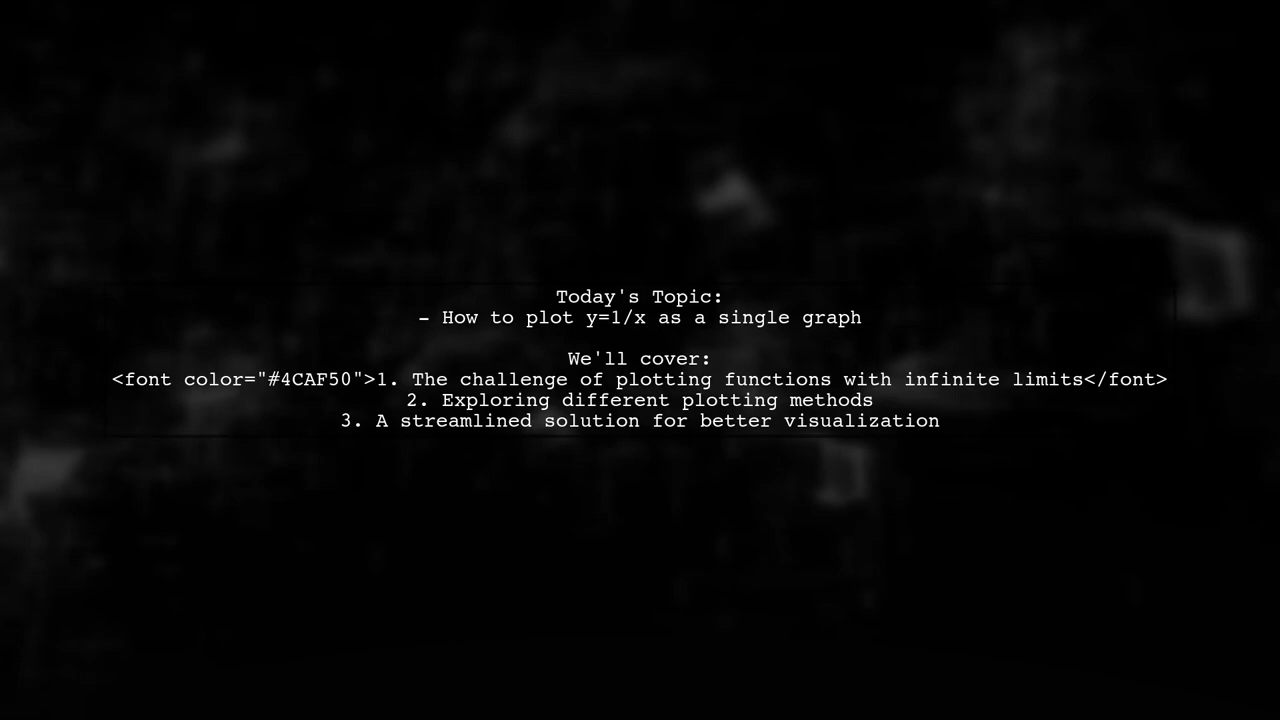 Today's Topic:
- How to plot y=1/x as a single graph
We'll cover:
<font color="#4CAF50">1. The challenge of plotting functions with infinite limits</font>
2. Exploring different plotting methods
3. A streamlined solution for better visualization